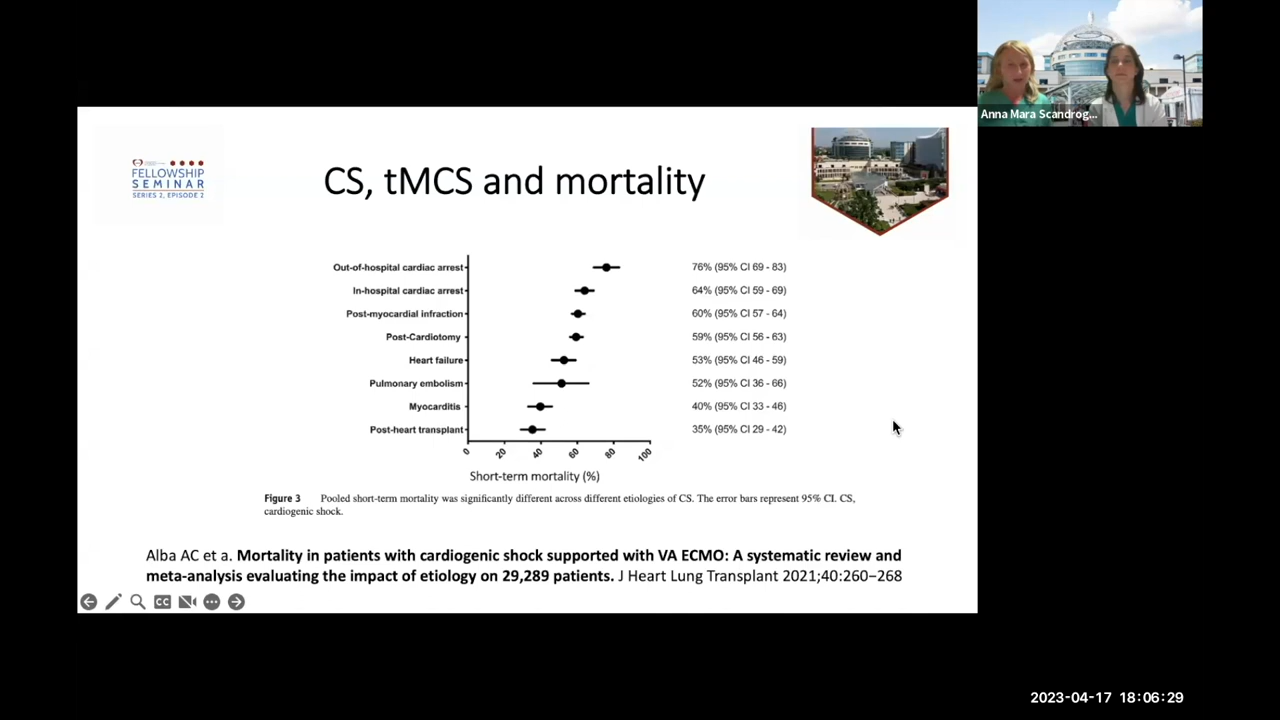 Anna Mara Scandrog...
FELLOWSHIP
SEMINAR
SERIES 2, EPISODE 2
CS, tMCS and mortality
Out-of-hospital cardiac arrest 76% (95% CI 69 - 83)
In-hospital cardiac arrest 64% (95% CI 59 - 69)
Post-myocardial infraction 60% (95% CI 57 - 64)
Post-Cardiotomy 59% (95% CI 56 - 63)
Heart failure 53% (95% CI 46 - 59)
Pulmonary embolism 52% (95% CI 36 - 66)
Myocarditis 40% (95% CI 33 - 46)
Post-heart transplant 35% (95% CI 29 - 42)
0 20 40 60 80 100
Short-term mortality (%)
Figure 3 Pooled short-term mortality was significantly different across different etiologies of CS. The error bars represent 95% CI. CS,
cardiogenic shock.
Alba AC et a. Mortality in patients with cardiogenic shock supported with VA ECMO: A systematic review and
meta-analysis evaluating the impact of etiology on 29,289 patients. J Heart Lung Transplant 2021;40:260−268
CC
2023-04-17 18:06:29